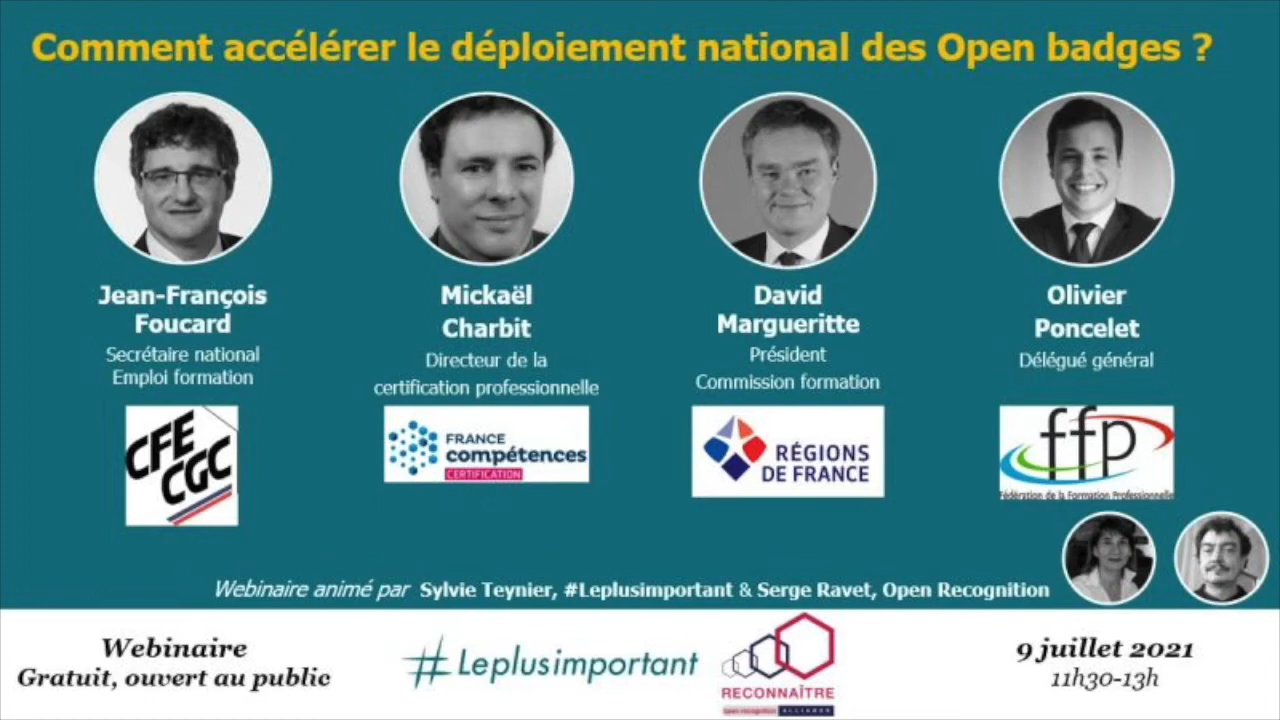 Comment accélérer le déploiement national des Open badges ?
Jean-François
Foucard
Secrétaire national
Emploi formation
CFE
CGC
Mickaël
Charbit
Directeur de la
certification professionnelle
FRANCE
compétences
CERTIFICATION
David
Margueritte
Président
Commission formation
RÉGIONS
DE FRANCE
Olivier
Poncelet
Délégué général
ffp
Fédération de la Formation Professionnelle
Webinaire animé par Sylvie Teynier, #Leplusimportant & Serge Ravet, Open Recognition
Webinaire
Gratuit, ouvert au public
#Leplusimportant
RECONNAÎTRE
open recognition ALLIANCE
9 juillet 2021
11h30-13h